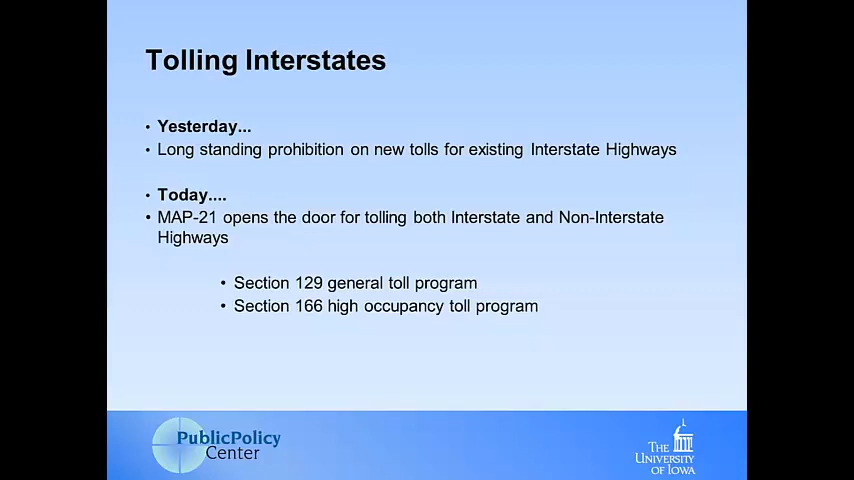 Tolling Interstates
• Yesterday...
• Long standing prohibition on new tolls for existing Interstate Highways
• Today....
• MAP-21 opens the door for tolling both Interstate and Non-Interstate
Highways
• Section 129 general toll program
• Section 166 high occupancy toll program
PublicPolicy
Center
THE
UNIVERSITY
OF IOWA